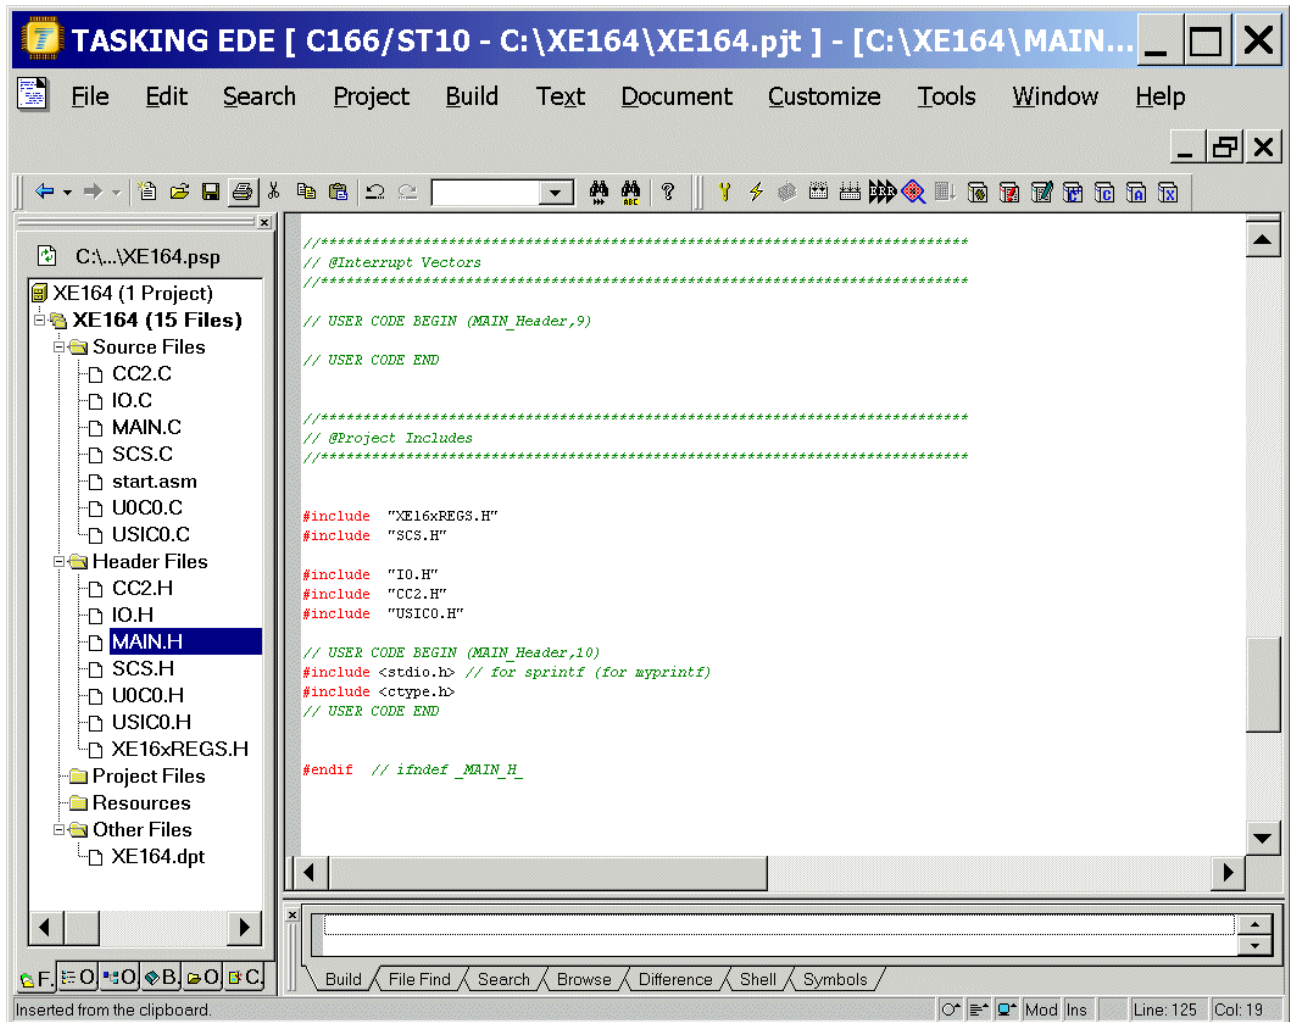 TASKING EDE [ C166/ST10 - C:\XE164\XE164.pjt ] - [C:\XE164\MAIN...
File Edit Search Project Build Text Document Customize Tools Window Help
C:\...\XE164.psp
XE164 (1 Project)
XE164 (15 Files)
Source Files
CC2.C
IO.C
MAIN.C
SCS.C
start.asm
U0C0.C
USIC0.C
Header Files
CC2.H
IO.H
MAIN.H
SCS.H
U0C0.H
USIC0.H
XE16xREGS.H
Project Files
Resources
Other Files
XE164.dpt
F. O. O B. O C.
//****************************************************************************
// @Interrupt Vectors
//****************************************************************************
// USER CODE BEGIN (MAIN_Header,9)
// USER CODE END
//****************************************************************************
// @Project Includes
//****************************************************************************
#include "XE16xREGS.H"
#include "SCS.H"
#include "IO.H"
#include "CC2.H"
#include "USIC0.H"
// USER CODE BEGIN (MAIN_Header,10)
#include <stdio.h> // for sprintf (for myprintf)
#include <ctype.h>
// USER CODE END
#endif // ifndef _MAIN_H_
Build File Find Search Browse Difference Shell Symbols
Inserted from the clipboard. Mod Ins Line: 125 Col: 19